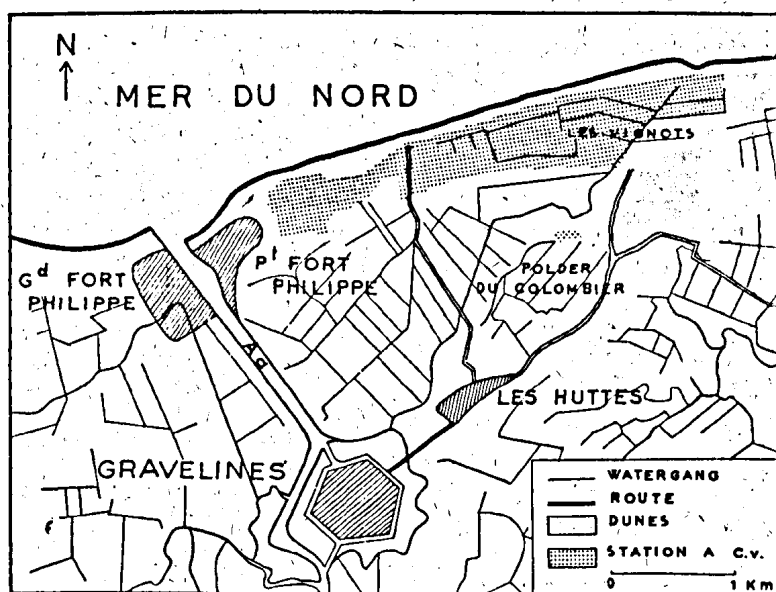 N
MER DU NORD
LES HIGNOTS
Gd FORT
PHILIPPE
Pt FORT
PHILIPPE
POLDER
DU COLOMBIER
Aa
LES HUTTES
GRAVELINES
WATERGANG
ROUTE
DUNES
STATION A C.v.
0 1 Km